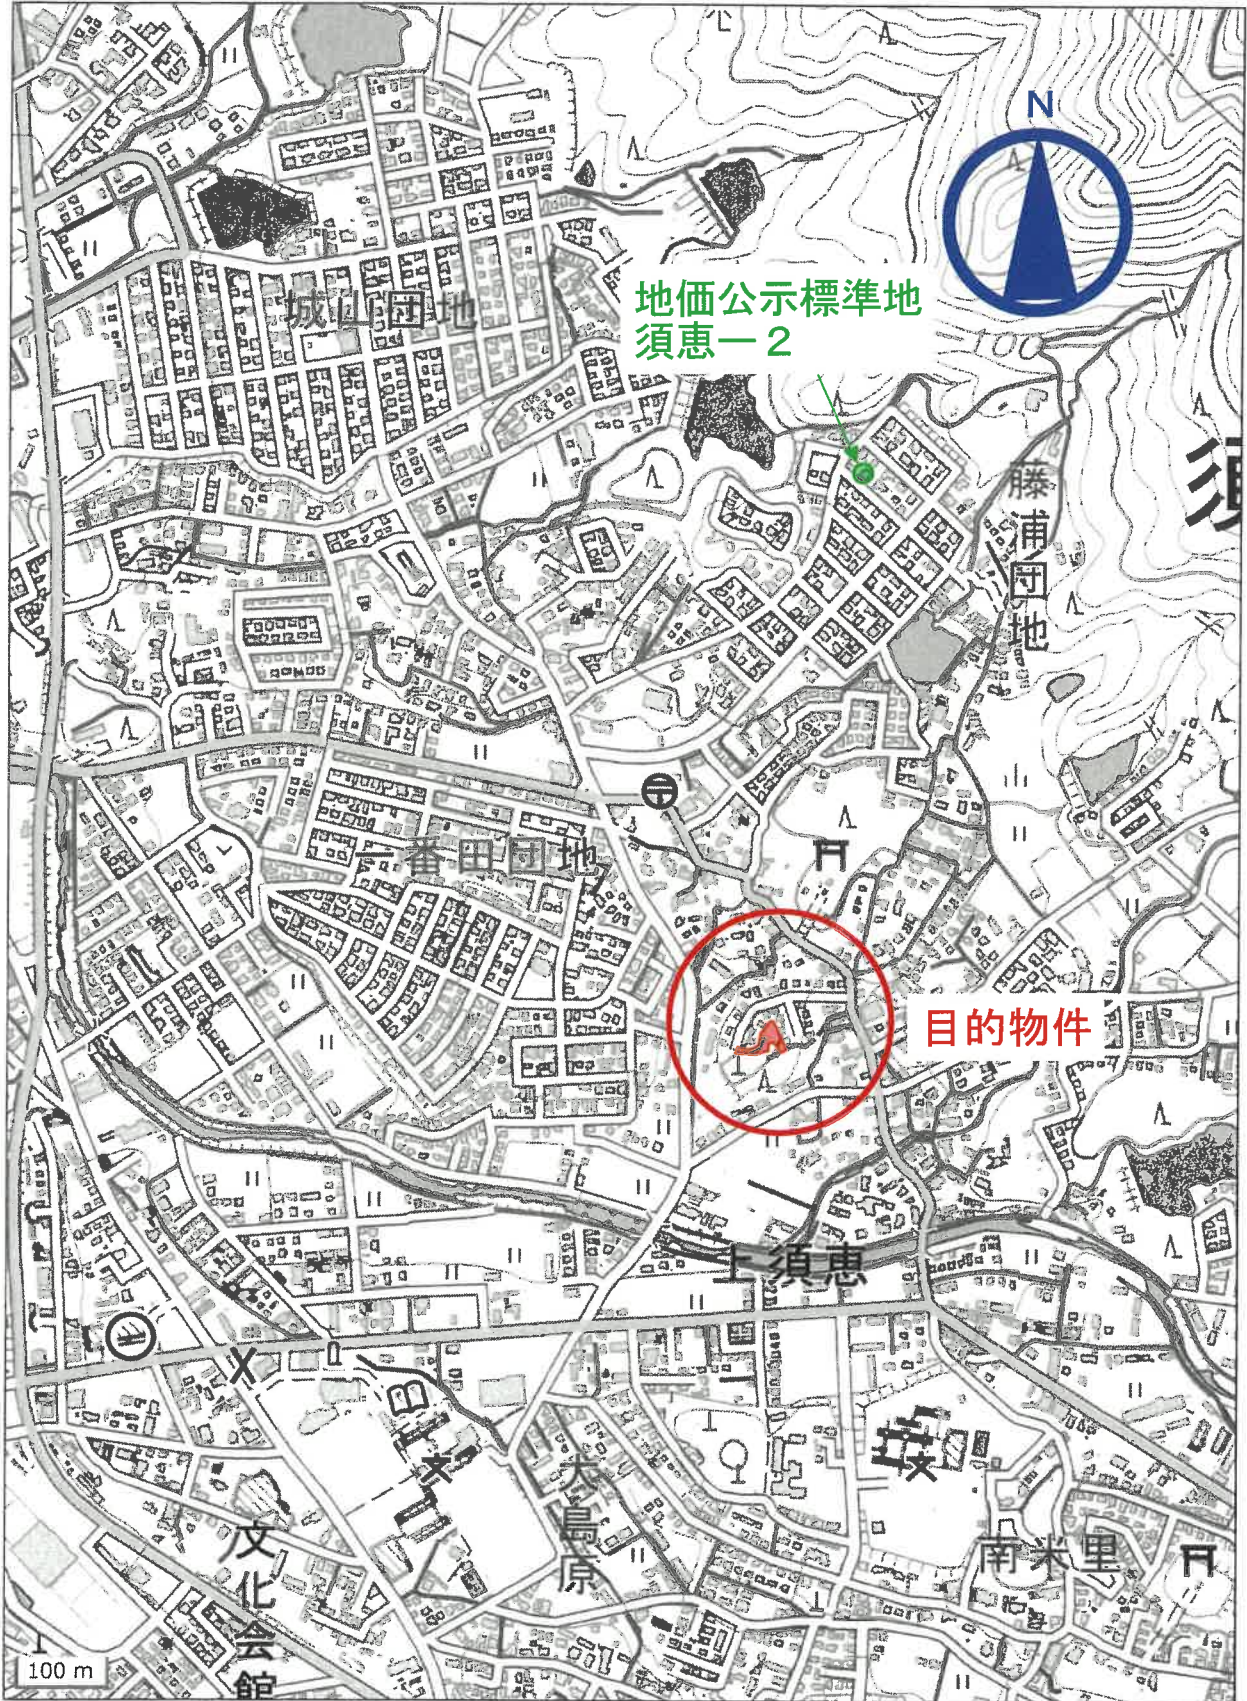 N
地価公示標準地
須恵ー2
100
城山団地
須
藤浦団地
一番田団地
目的物件
上須恵
大島原
南米里
文化会館
100 m